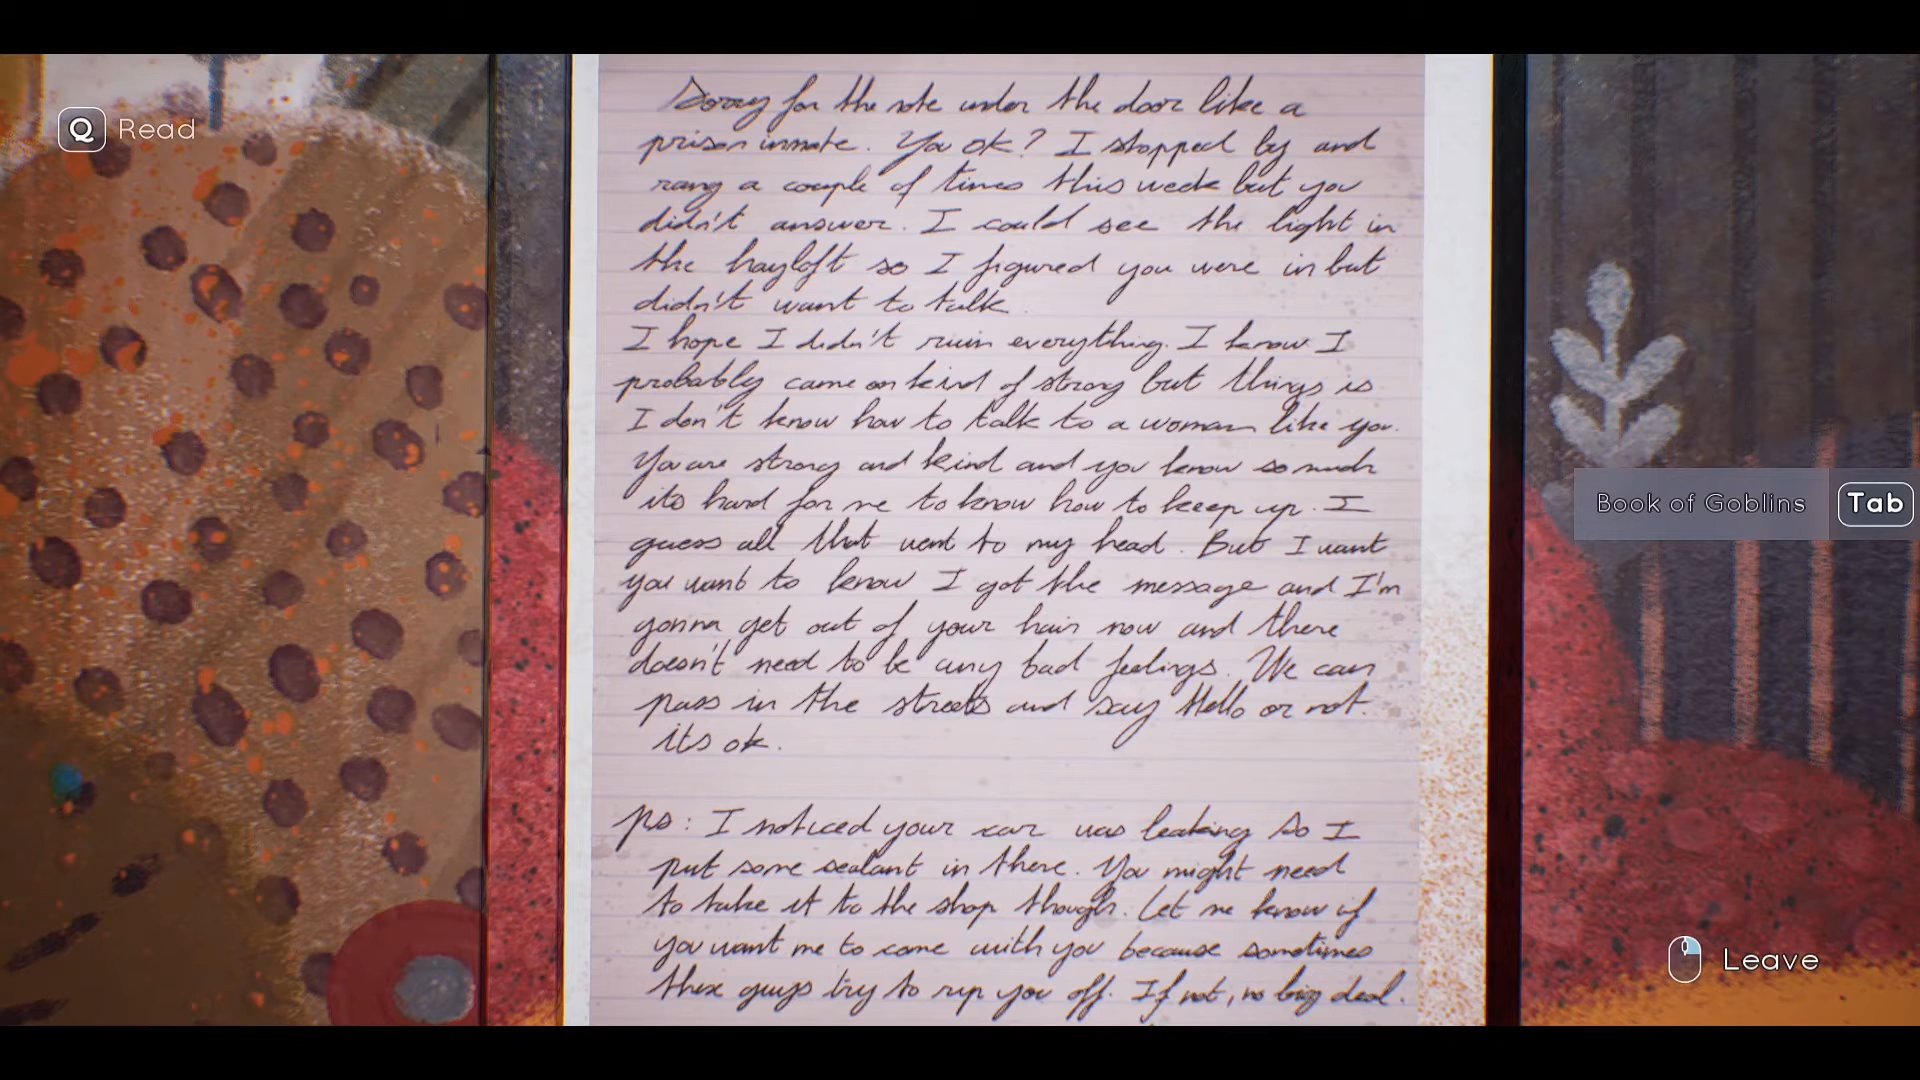 Q Read
Sorry for the note under the door like a
prison inmate. You ok? I stopped by and
rang a couple of times this week but you
didn't answer. I could see the light in
the hayloft so I figured you were in but
didn't want to talk.
I hope I didn't ruin everything. I know I
probably came on kind of strong but things is
I don't know how to talk to a woman like you.
You are strong and kind and you know so much
its hard for me to know how to keep up. I
guess all that went to my head. But I want
you want to know I got the message and I'm
gonna get out of your hair now and there
doesn't need to be any bad feelings. We can
pass in the streets and say Hello or not.
its ok.
ps: I noticed your car was leaking so I
put some sealant in there. You might need
to take it to the shop though. Let me know if
you want me to come with you because sometimes
these guys try to rip you off. If not, no big deal.
Book of Goblins Tab
Leave